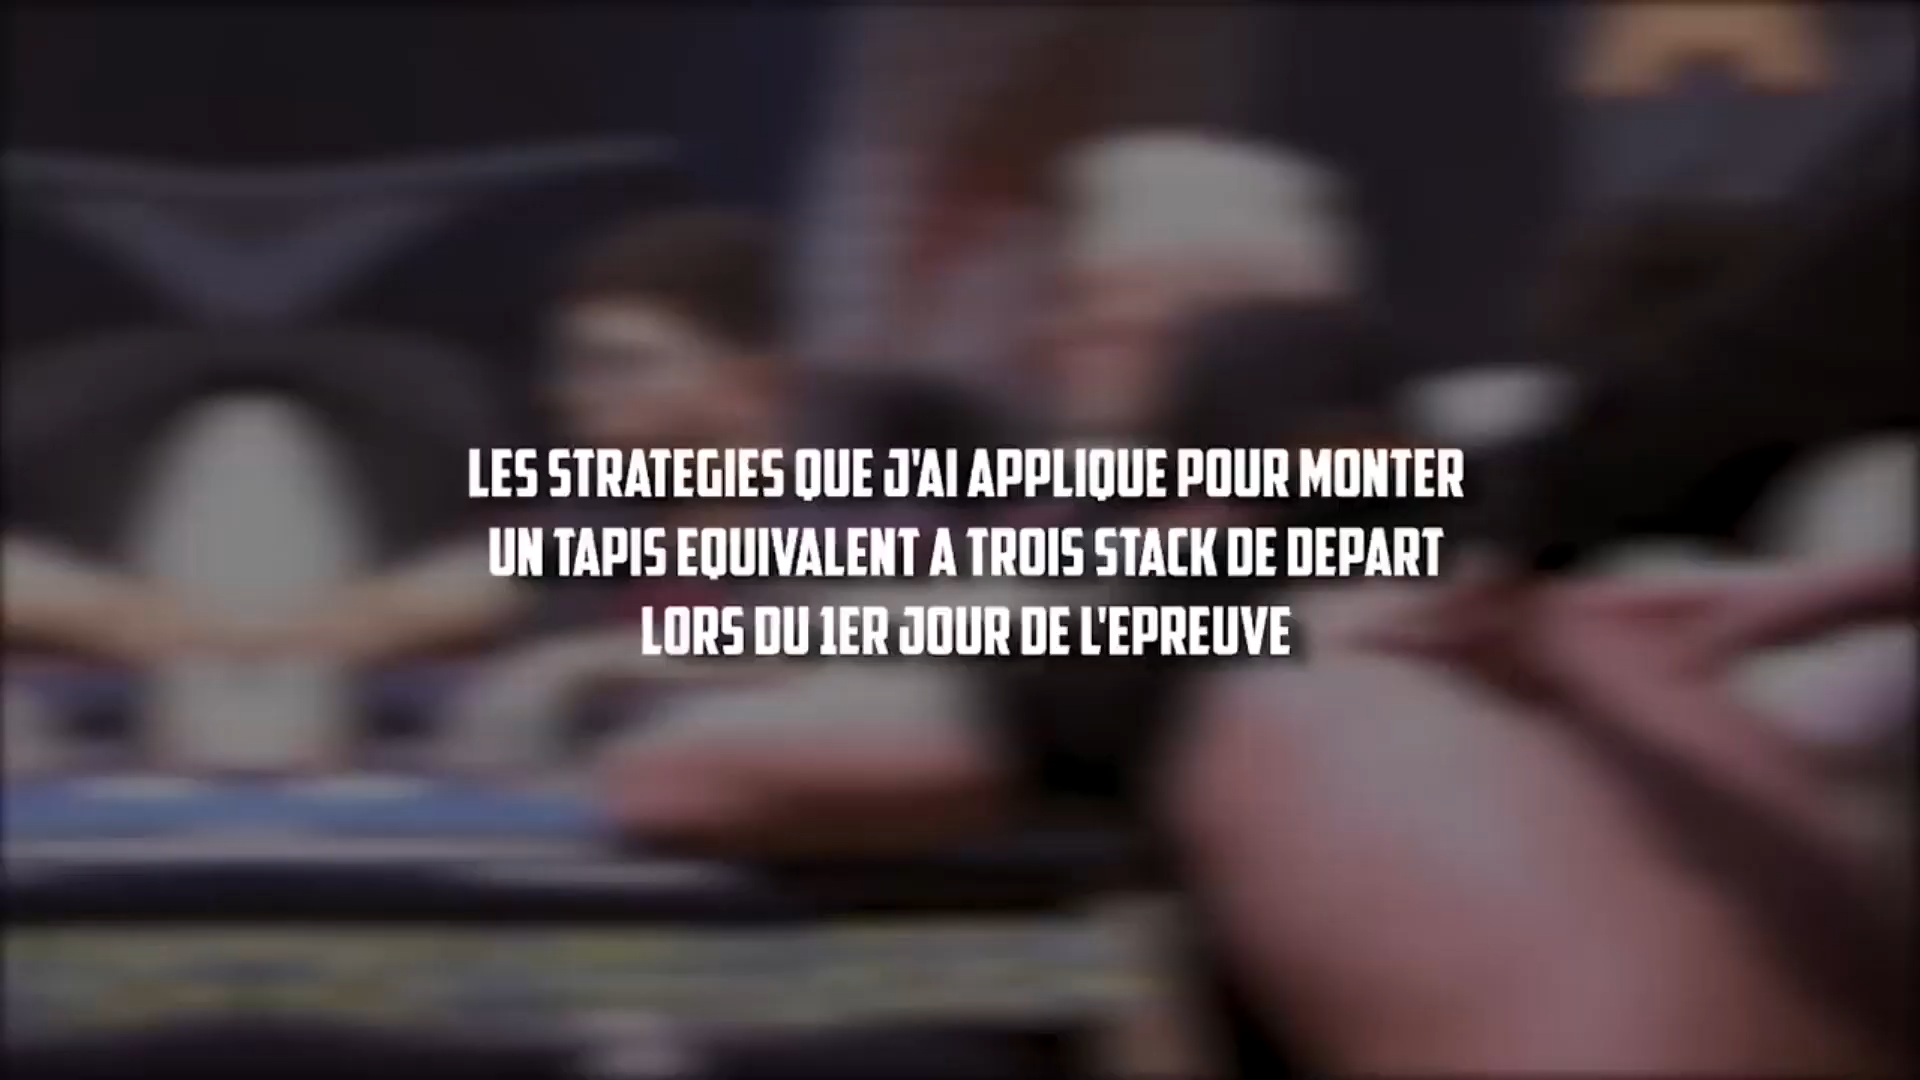 LES STRATEGIES QUE J'AI APPLIQUE POUR MONTER
UN TAPIS EQUIVALENT A TROIS STACK DE DEPART
LORS DU 1ER JOUR DE L'EPREUVE